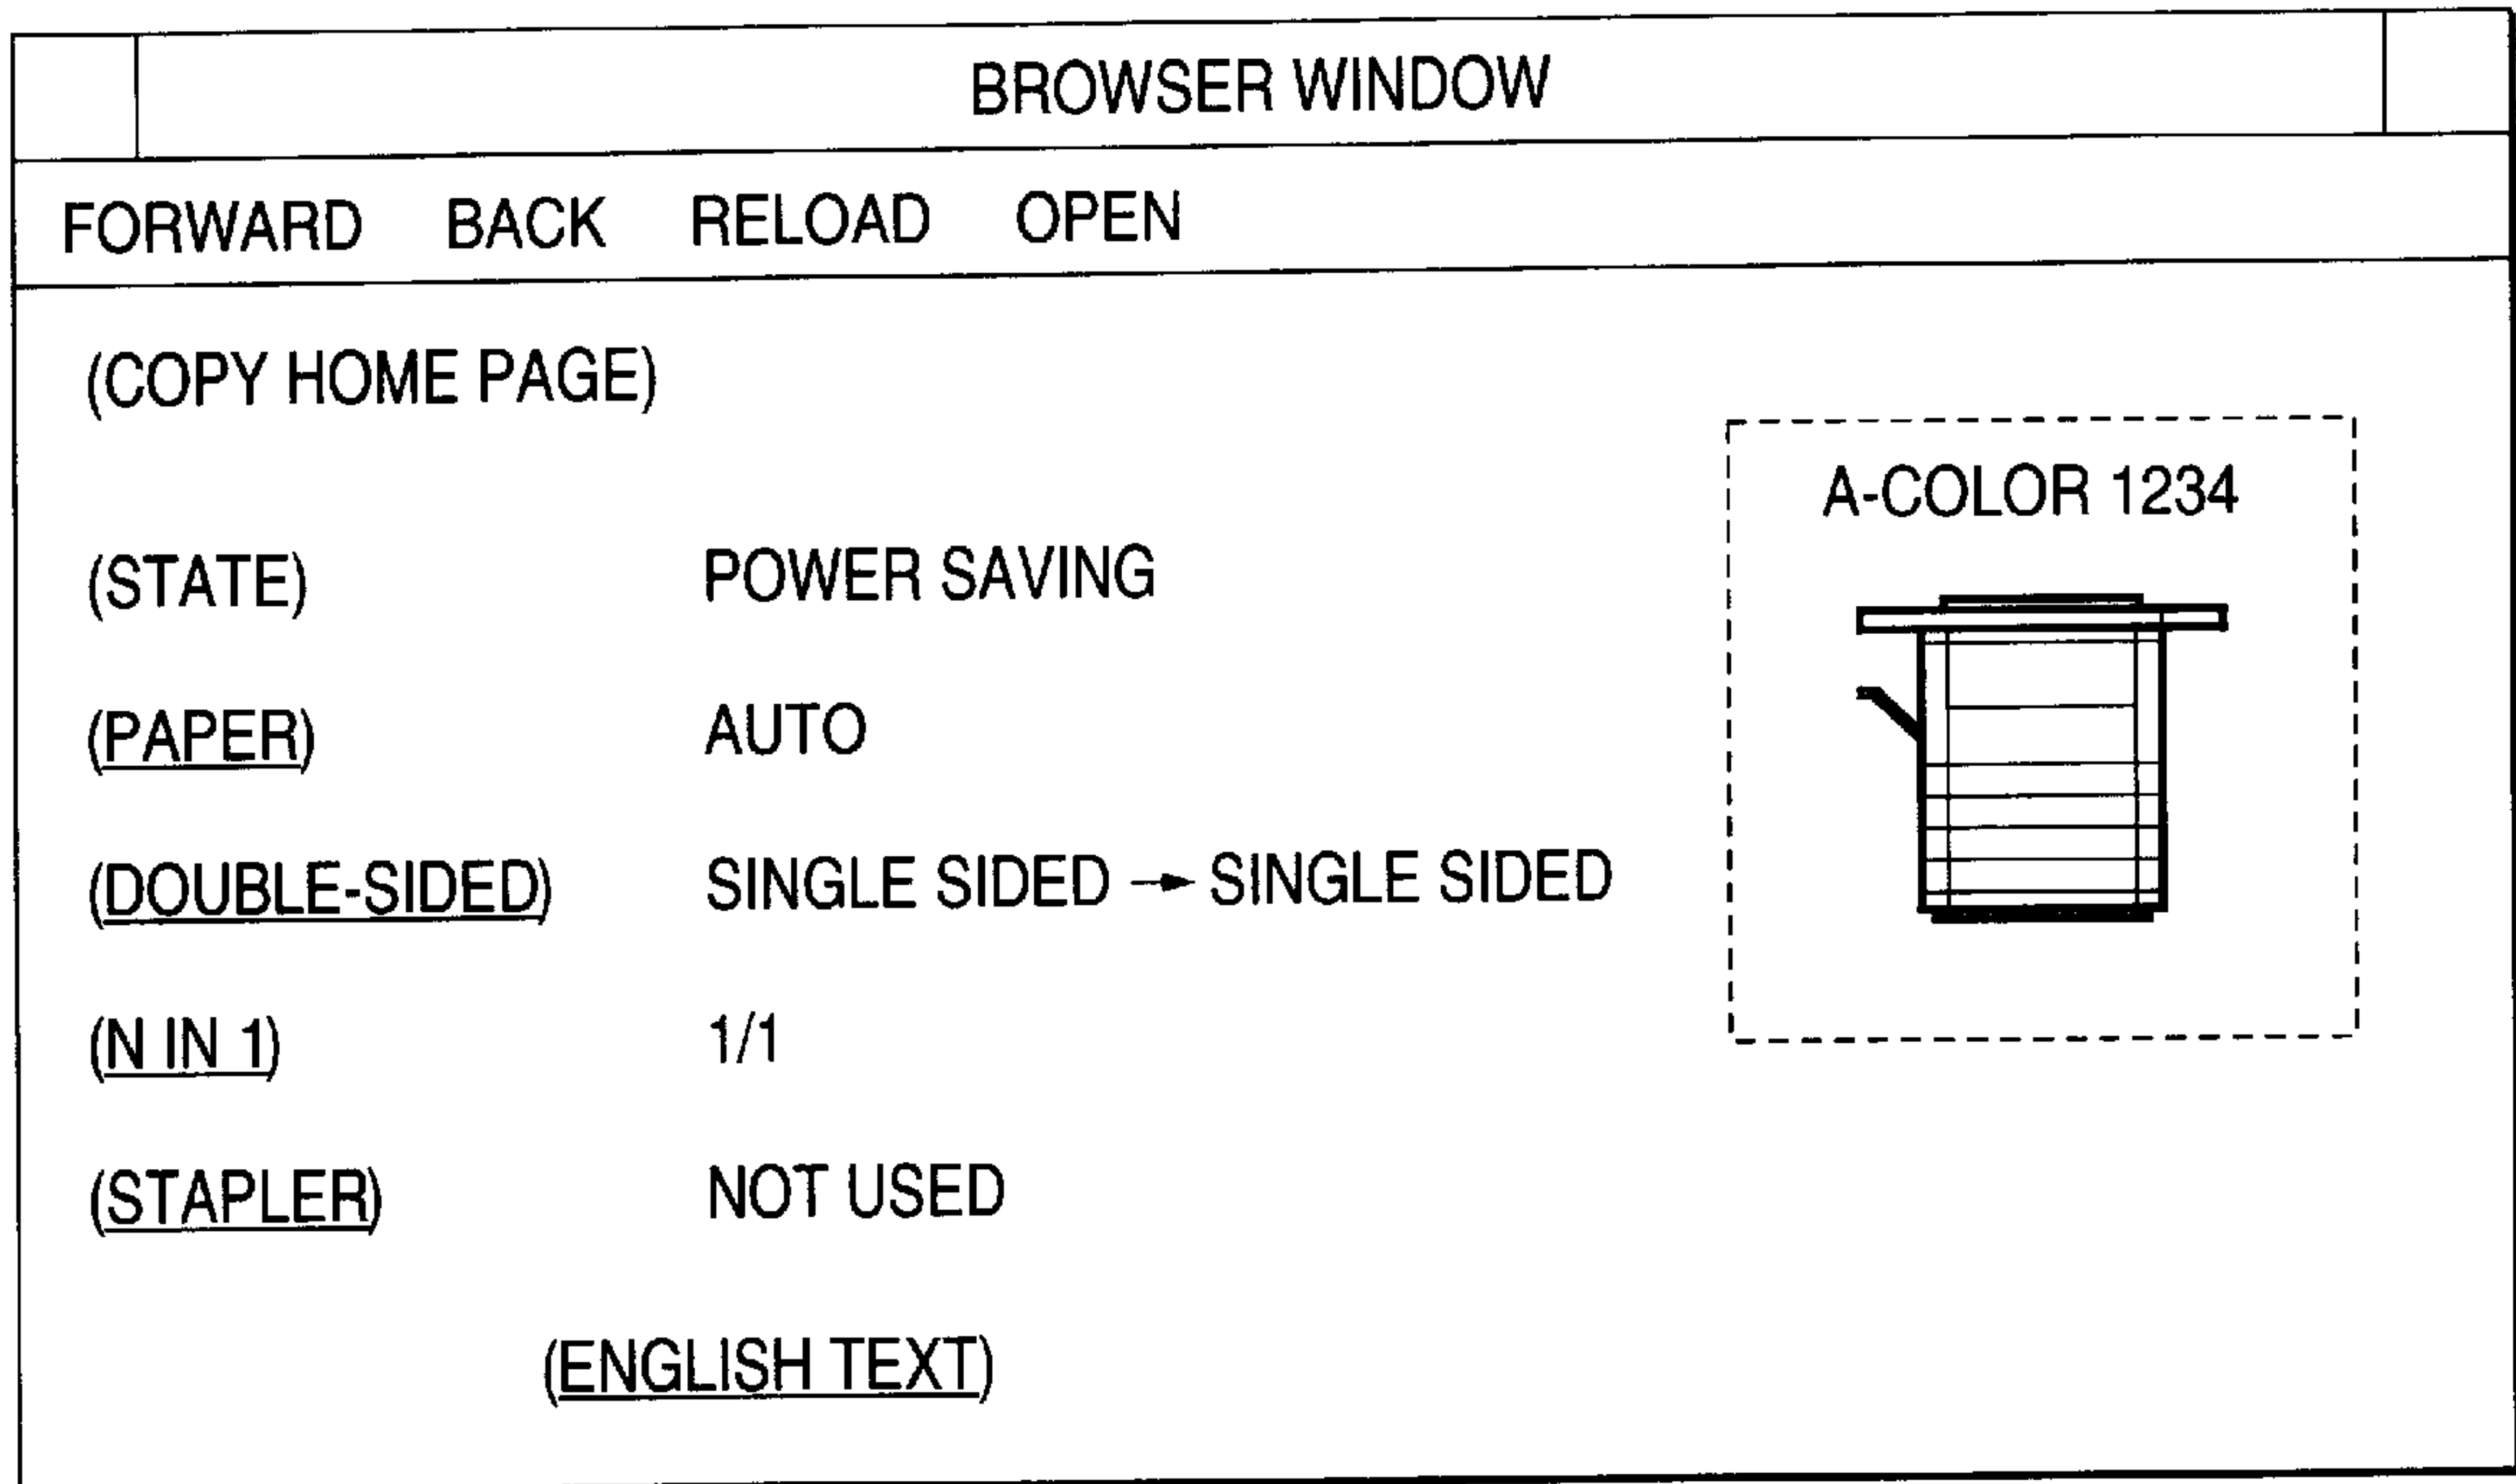 BROWSER WINDOW
FORWARD BACK RELOAD OPEN
(COPY HOME PAGE)
A-COLOR 1234
(STATE) POWER SAVING
(PAPER) AUTO
(DOUBLE-SIDED) SINGLE SIDED → SINGLE SIDED
(N IN 1) 1/1
(STAPLER) NOT USED
(ENGLISH TEXT)